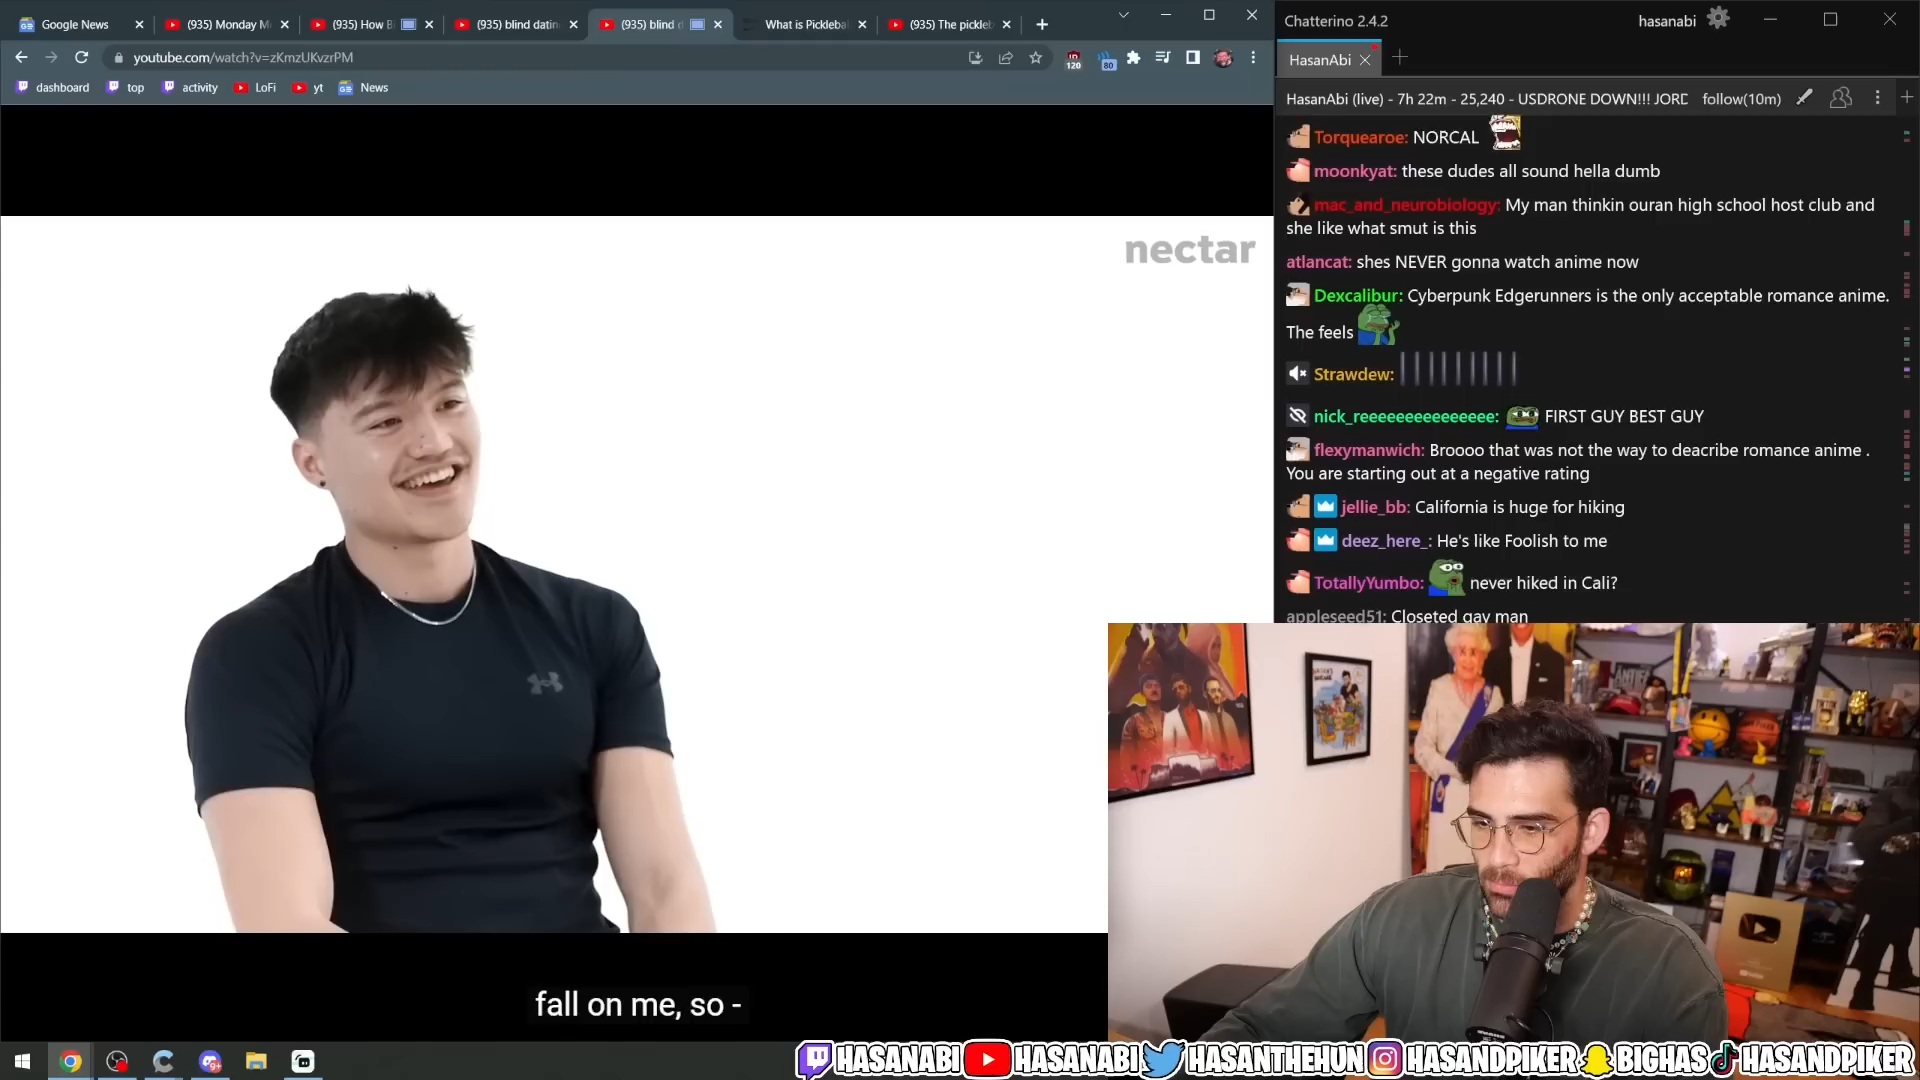 Google News
(935) Monday M
(935) How B
(935) blind datin
(935) blind d
What is Pickleba
(935) The pickleb
youtube.com/watch?v=zKmzUKvzrPM
120
80
dashboard
top
activity
LoFi
yt
News
nectar
fall on me, so -
Chatterino 2.4.2
hasanabi
HasanAbi
HasanAbi (live) - 7h 22m - 25,240 - USDRONE DOWN!!! JORD
follow(10m)
Torquearoe: NORCAL
moonkyat: these dudes all sound hella dumb
mac_and_neurobiology: My man thinkin ouran high school host club and
she like what smut is this
atlancat: shes NEVER gonna watch anime now
Dexcalibur: Cyberpunk Edgerunners is the only acceptable romance anime.
The feels
Strawdew:
nick_reeeeeeeeeeeeeee: FIRST GUY BEST GUY
flexymanwich: Broooo that was not the way to deacribe romance anime .
You are starting out at a negative rating
jellie_bb: California is huge for hiking
deez_here_: He's like Foolish to me
TotallyYumbo: never hiked in Cali?
appleseed51: Closeted gay man
HASANABI HASANABI HASANTHEHUN HASANDPIKER BIGHAS HASANDPIKER